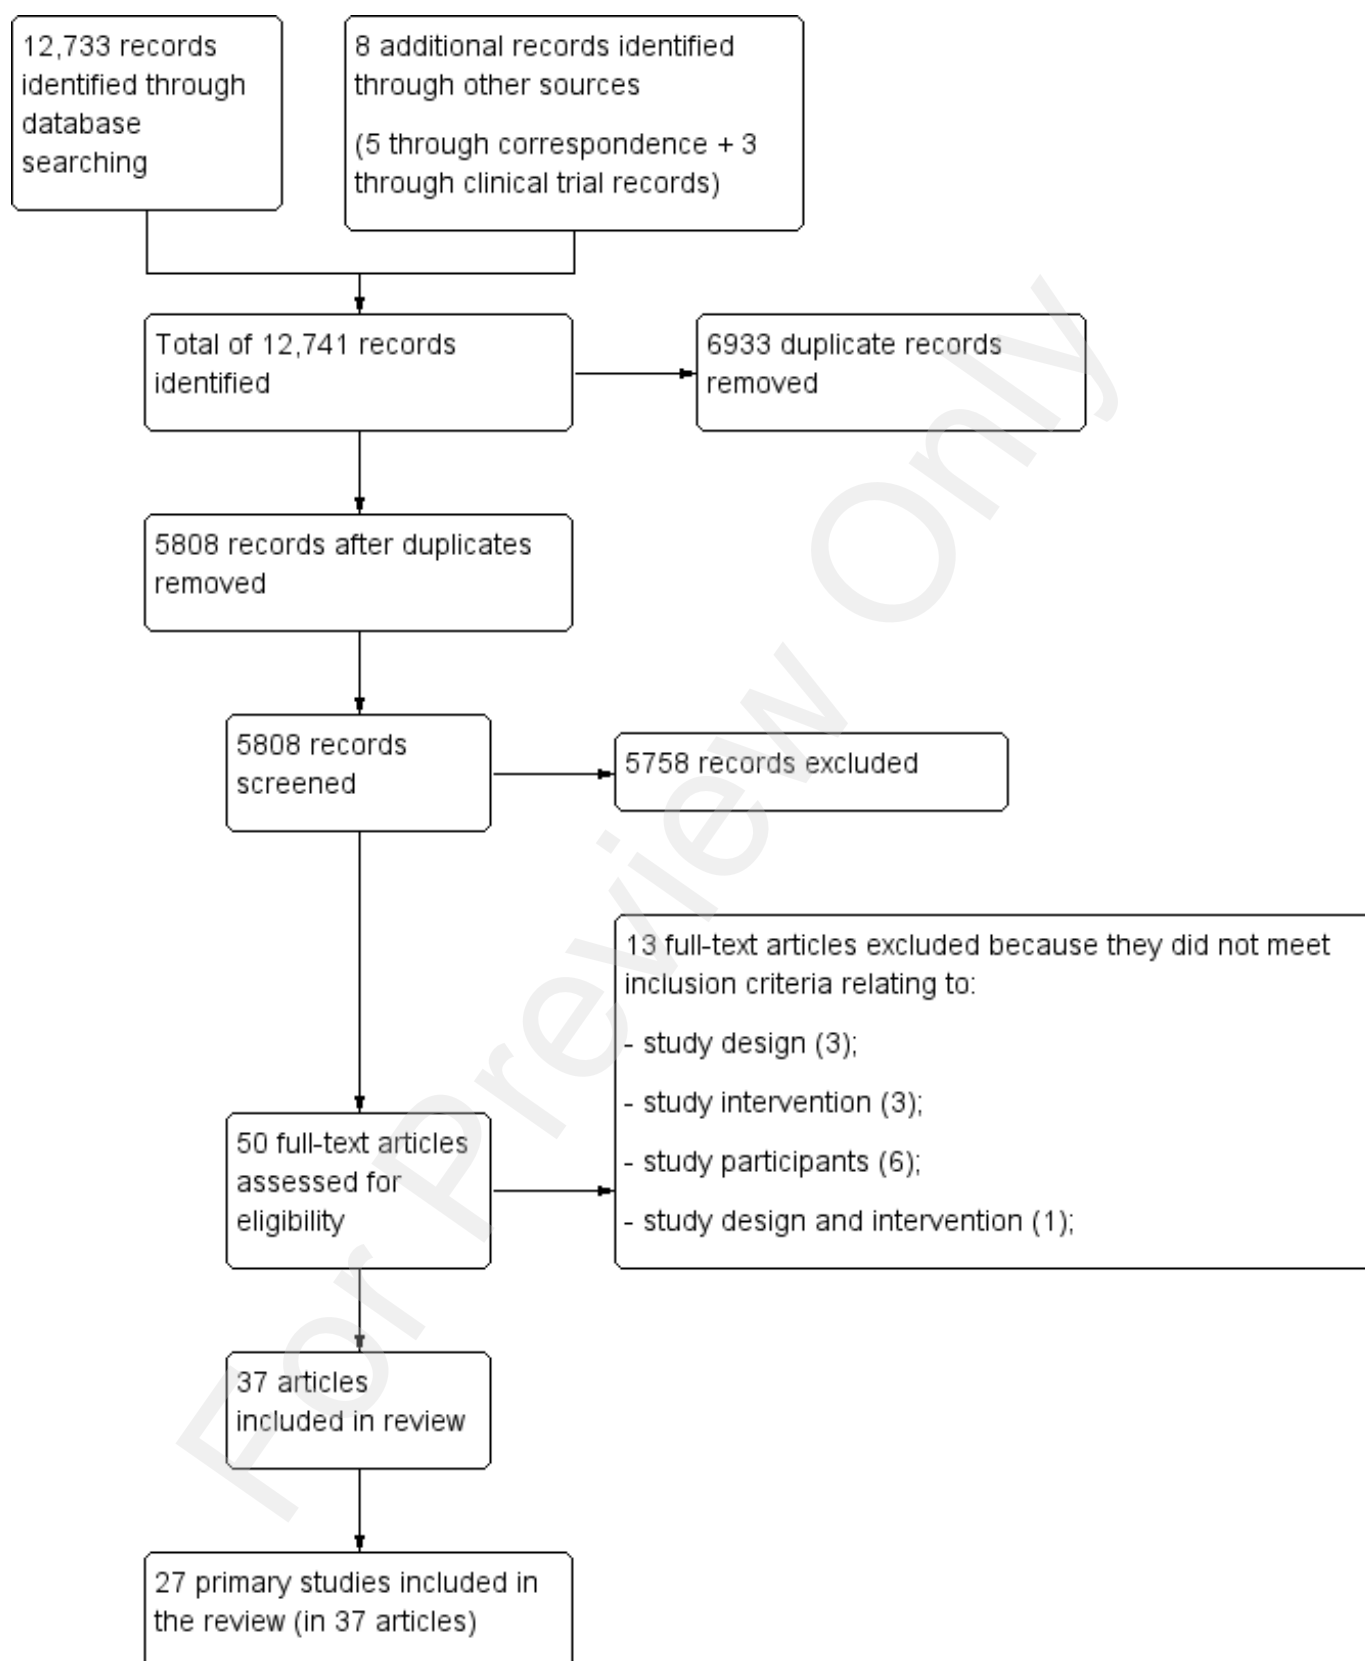 12,733 records
identified through
database
searching
8 additional records identified
through other sources
(5 through correspondence + 3
through clinical trial records)
Total of 12,741 records
identified
6933 duplicate records
removed
5808 records after duplicates
removed
5808 records
screened
5758 records excluded
13 full-text articles excluded because they did not meet
inclusion criteria relating to:
- study design (3);
- study intervention (3);
- study participants (6);
- study design and intervention (1);
50 full-text articles
assessed for
eligibility
37 articles
included in review
27 primary studies included in
the review (in 37 articles)
For Preview Only